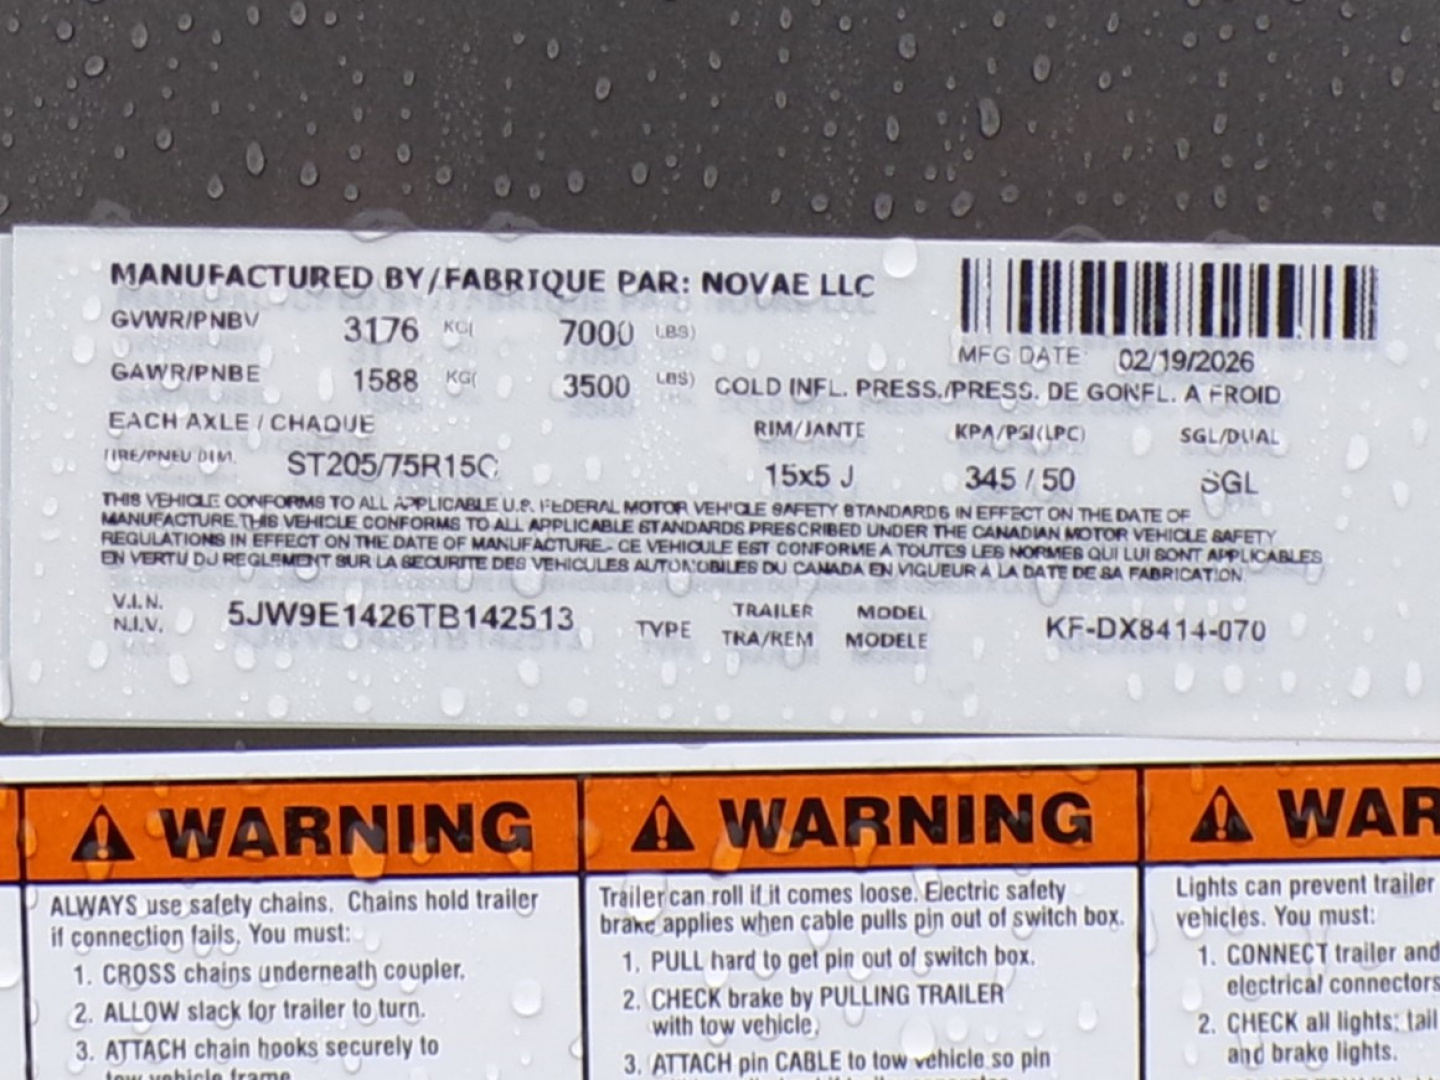 MANUFACTURED BY/FABRIQUE PAR: NOVAE LLC
GVWR/PNBV 3176 KG( 7000 LBS)
MFG DATE 02/19/2026
GAWR/PNBE 1588 KG( 3500 LBS) COLD INFL. PRESS./PRESS. DE GONFL. A FROID
EACH AXLE / CHAQUE RIM/JANTE KPA/PSI(LPC) SGL/DUAL
TIRE/PNEU DIM. ST205/75R15C 15x5 J 345 / 50 SGL
THIS VEHICLE CONFORMS TO ALL APPLICABLE U.S. FEDERAL MOTOR VEHICLE SAFETY STANDARDS IN EFFECT ON THE DATE OF
MANUFACTURE.THIS VEHICLE CONFORMS TO ALL APPLICABLE STANDARDS PRESCRIBED UNDER THE CANADIAN MOTOR VEHICLE SAFETY
REGULATIONS IN EFFECT ON THE DATE OF MANUFACTURE.- CE VEHICULE EST CONFORME A TOUTES LES NORMES QUI LUI SONT APPLICABLES
EN VERTU DU REGLEMENT SUR LA SECURITE DES VEHICULES AUTOMOBILES DU CANADA EN VIGUEUR A LA DATE DE SA FABRICATION.
V.I.N. 5JW9E1426TB142513 TYPE TRAILER MODEL KF-DX8414-070
N.I.V. TRA/REM MODELE
WARNING
ALWAYS use safety chains. Chains hold trailer
if connection fails. You must:
1. CROSS chains underneath coupler.
2. ALLOW slack for trailer to turn.
3. ATTACH chain hooks securely to
tow vehicle frame
WARNING
Trailer can roll if it comes loose. Electric safety
brake applies when cable pulls pin out of switch box.
1. PULL hard to get pin out of switch box.
2. CHECK brake by PULLING TRAILER
with tow vehicle.
3. ATTACH pin CABLE to tow vehicle so pin
WAR
Lights can prevent trailer
vehicles. You must:
1. CONNECT trailer and
electrical connectors
2. CHECK all lights: tail
and brake lights.